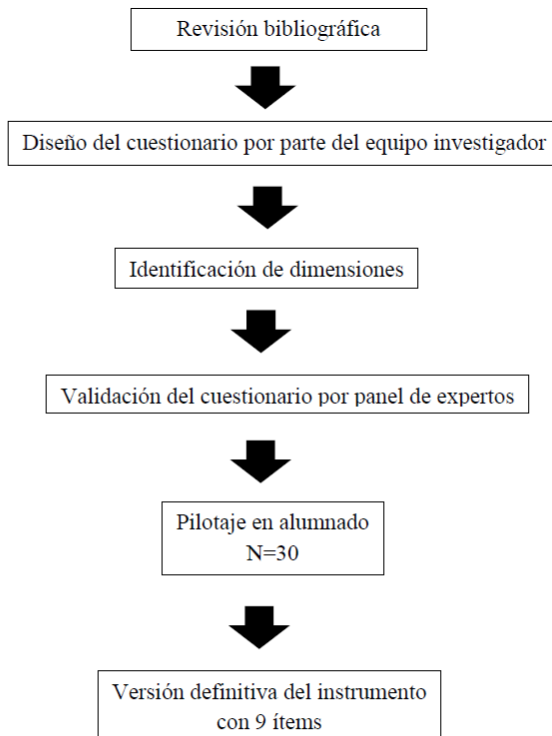 Revisión bibliográfica
Diseño del cuestionario por parte del equipo investigador
Identificación de dimensiones
Validación del cuestionario por panel de expertos
Pilotaje en alumnado
N=30
Versión definitiva del instrumento
con 9 ítems